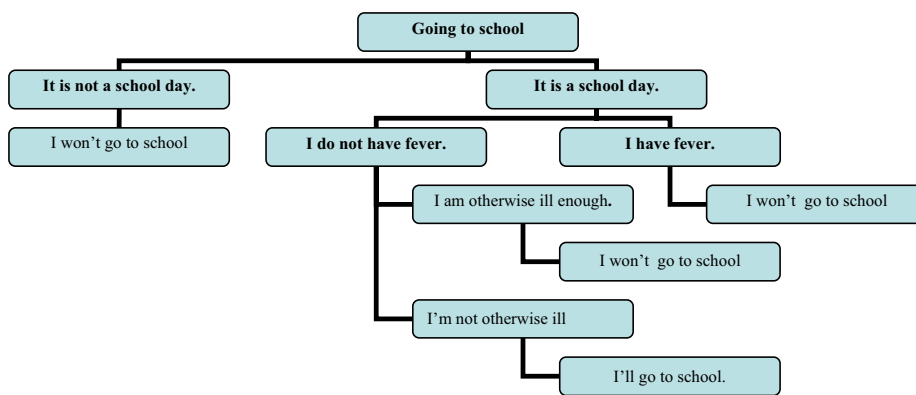 Going to school
It is not a school day.
It is a school day.
I won’t go to school
I do not have fever.
I have fever.
I am otherwise ill enough.
I won’t go to school
I won’t go to school
I’m not otherwise ill
I’ll go to school.